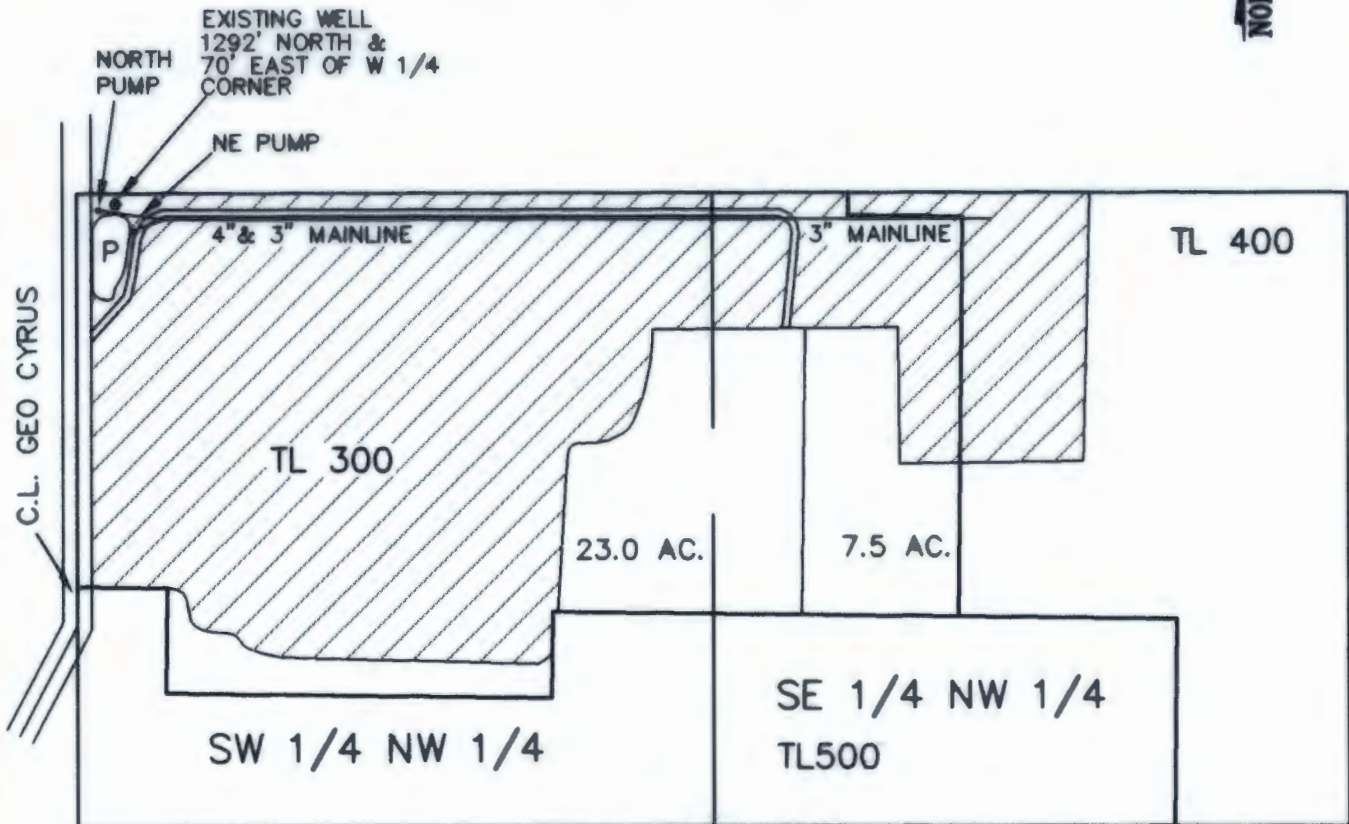 EXISTING WELL
1292' NORTH &
70' EAST OF W 1/4
CORNER
NORTH
PUMP
NE PUMP
4"& 3" MAINLINE
3" MAINLINE
TL 400
P
C.L. GEO CYRUS
TL 300
23.0 AC.
7.5 AC.
SW 1/4 NW 1/4
SE 1/4 NW 1/4
TL500